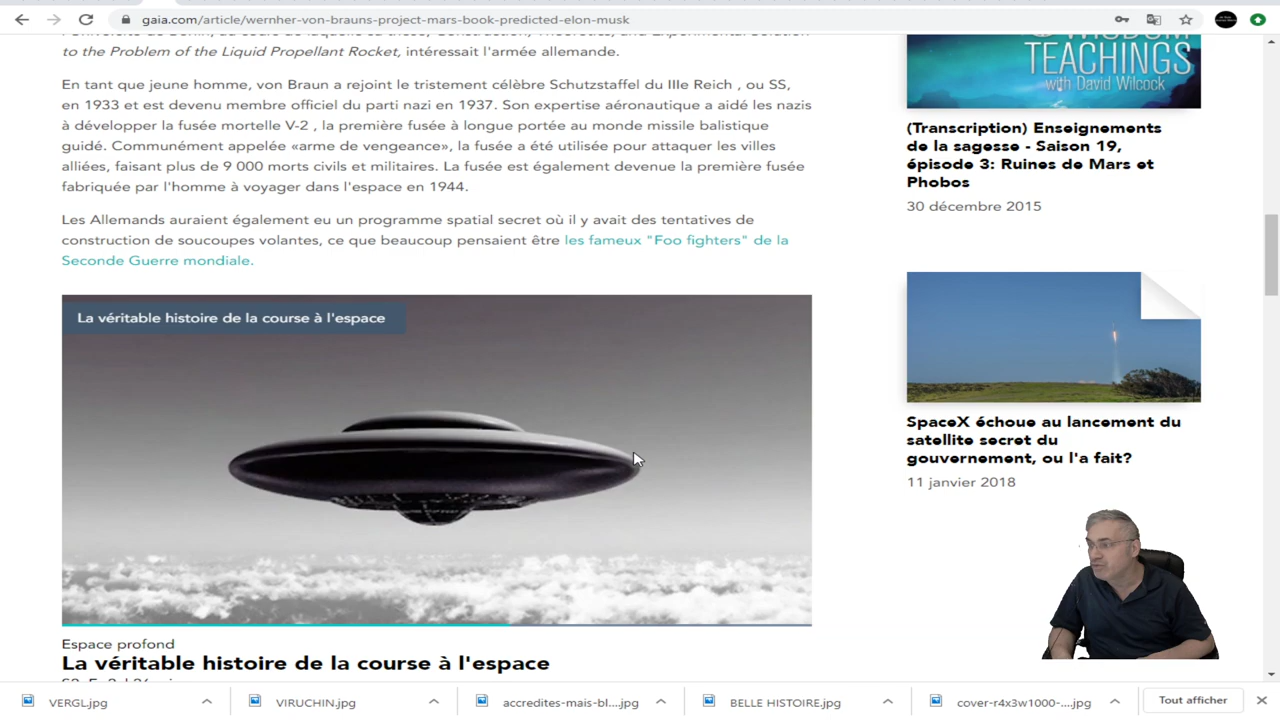 gaia.com/article/wernher-von-brauns-project-mars-book-predicted-elon-musk
to the Problem of the Liquid Propellant Rocket, intéressait l'armée allemande.
En tant que jeune homme, von Braun a rejoint le tristement célèbre Schutzstaffel du IIIe Reich , ou SS,
en 1933 et est devenu membre officiel du parti nazi en 1937. Son expertise aéronautique a aidé les nazis
à développer la fusée mortelle V-2 , la première fusée à longue portée au monde missile balistique
guidé. Communément appelée «arme de vengeance», la fusée a été utilisée pour attaquer les villes
alliées, faisant plus de 9 000 morts civils et militaires. La fusée est également devenue la première fusée
fabriquée par l'homme à voyager dans l'espace en 1944.
Les Allemands auraient également eu un programme spatial secret où il y avait des tentatives de
construction de soucoupes volantes, ce que beaucoup pensaient être les fameux "Foo fighters" de la
Seconde Guerre mondiale.
La véritable histoire de la course à l'espace
Espace profond
La véritable histoire de la course à l'espace
WISDOM
TEACHINGS
with David Wilcock
(Transcription) Enseignements
de la sagesse - Saison 19,
épisode 3: Ruines de Mars et
Phobos
30 décembre 2015
SpaceX échoue au lancement du
satellite secret du
gouvernement, ou l'a fait?
11 janvier 2018
VERGL.jpg
VIRUCHIN.jpg
accredites-mais-bl....jpg
BELLE HISTOIRE.jpg
cover-r4x3w1000-...jpg
Tout afficher